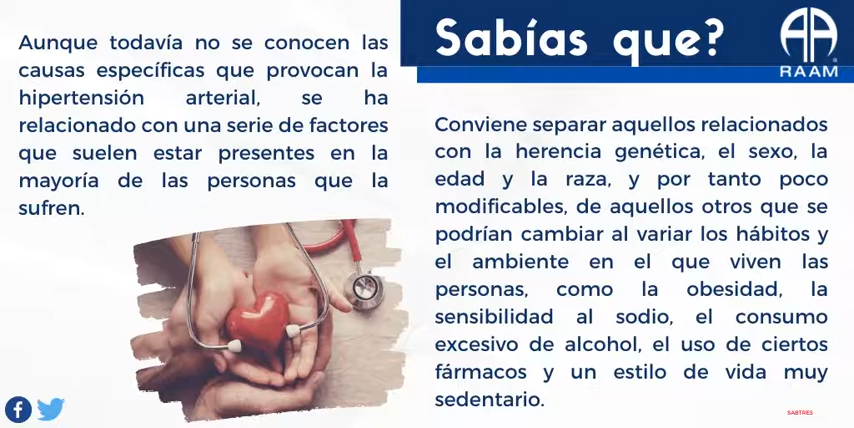 Aunque todavía no se conocen las
causas específicas que provocan la
hipertensión arterial, se ha
relacionado con una serie de factores
que suelen estar presentes en la
mayoría de las personas que la
sufren.
Sabías que?
RAAM
Conviene separar aquellos relacionados
con la herencia genética, el sexo, la
edad y la raza, y por tanto poco
modificables, de aquellos otros que se
podrían cambiar al variar los hábitos y
el ambiente en el que viven las
personas, como la obesidad, la
sensibilidad al sodio, el consumo
excesivo de alcohol, el uso de ciertos
fármacos y un estilo de vida muy
sedentario.
SABTRES